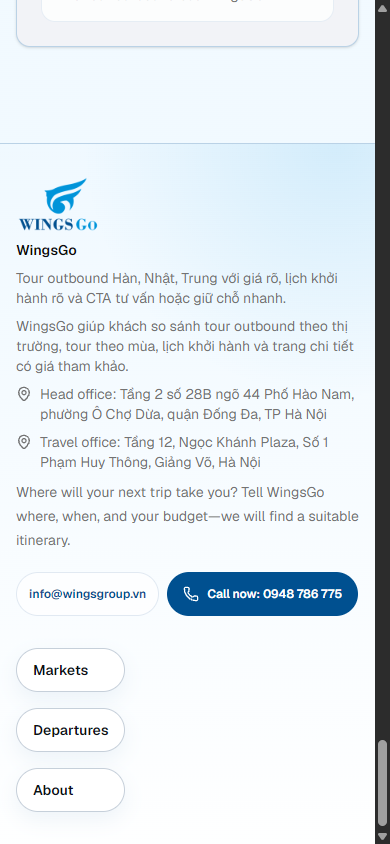 WINGS GO
WingsGo
Tour outbound Hàn, Nhật, Trung với giá rõ, lịch khởi
hành rõ và CTA tư vấn hoặc giữ chỗ nhanh.
WingsGo giúp khách so sánh tour outbound theo thị
trường, tour theo mùa, lịch khởi hành và trang chi tiết
có giá tham khảo.
Head office: Tầng 2 số 28B ngõ 44 Phố Hào Nam,
phường Ô Chợ Dừa, quận Đống Đa, TP Hà Nội
Travel office: Tầng 12, Ngọc Khánh Plaza, Số 1
Phạm Huy Thông, Giảng Võ, Hà Nội
Where will your next trip take you? Tell WingsGo
where, when, and your budget—we will find a suitable
itinerary.
info@wingsgroup.vn
Call now: 0948 786 775
Markets
Departures
About